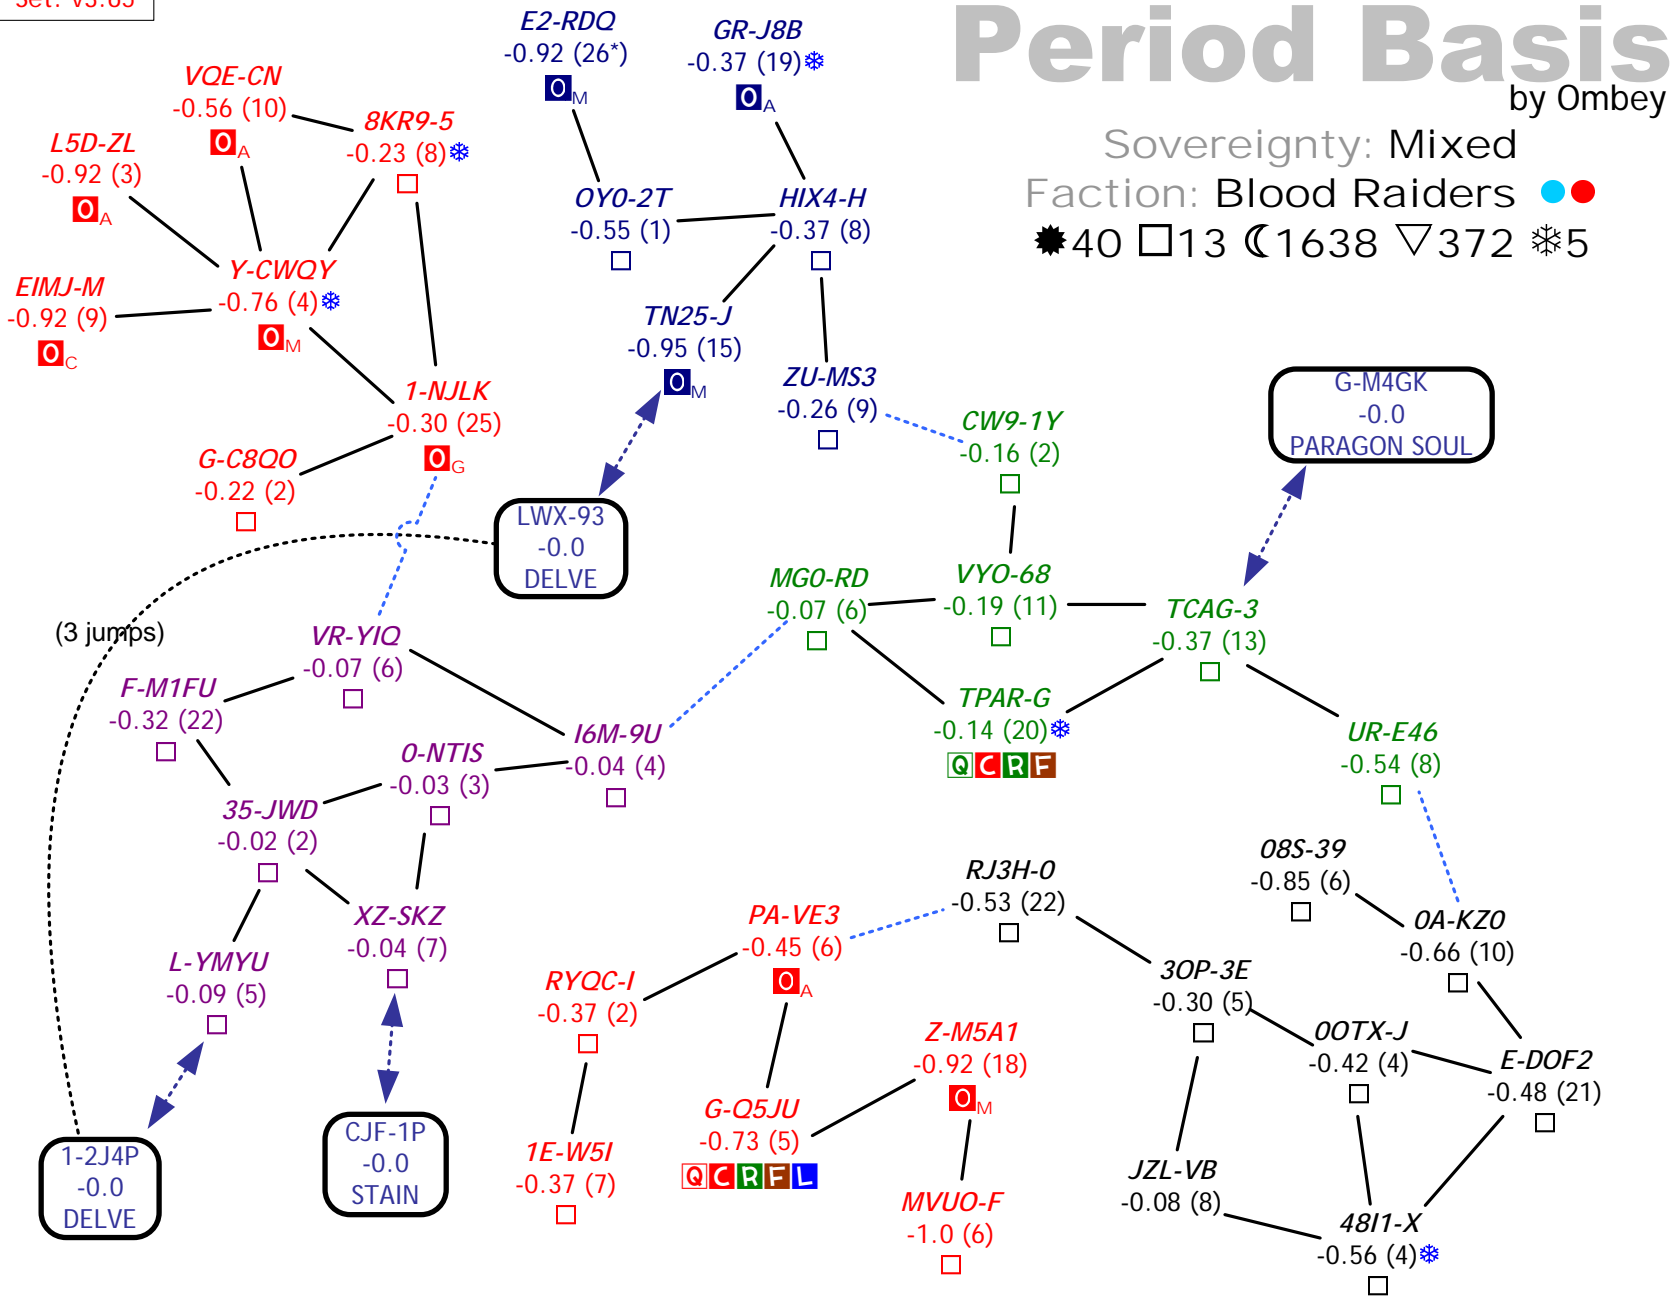 Set: v3.65
Period Basis
by Ombey
Sovereignty: Mixed
Faction: Blood Raiders
40 13 1638 372 5
E2-RDQ
-0.92 (26*)
O M
GR-J8B
-0.37 (19)
O A
VQE-CN
-0.56 (10)
O A
8KR9-5
-0.23 (8)
L5D-ZL
-0.92 (3)
O A
OY0-2T
-0.55 (1)
HIX4-H
-0.37 (8)
Y-CWQY
-0.76 (4)
O M
EIMJ-M
-0.92 (9)
O C
TN25-J
-0.95 (15)
O M
ZU-MS3
-0.26 (9)
1-NJLK
-0.30 (25)
O G
G-M4GK
-0.0
PARAGON SOUL
CW9-1Y
-0.16 (2)
G-C8QO
-0.22 (2)
LWX-93
-0.0
DELVE
MG0-RD
-0.07 (6)
VYO-68
-0.19 (11)
TCAG-3
-0.37 (13)
(3 jumps)
VR-YIQ
-0.07 (6)
F-M1FU
-0.32 (22)
TPAR-G
-0.14 (20)
Q C R F
I6M-9U
-0.04 (4)
UR-E46
-0.54 (8)
0-NTIS
-0.03 (3)
35-JWD
-0.02 (2)
08S-39
-0.85 (6)
RJ3H-0
-0.53 (22)
XZ-SKZ
-0.04 (7)
PA-VE3
-0.45 (6)
O A
0A-KZ0
-0.66 (10)
L-YMYU
-0.09 (5)
RYQC-I
-0.37 (2)
3OP-3E
-0.30 (5)
Z-M5A1
-0.92 (18)
O M
0OTX-J
-0.42 (4)
E-DOF2
-0.48 (21)
G-Q5JU
-0.73 (5)
Q C R F L
CJF-1P
-0.0
STAIN
1-2J4P
-0.0
DELVE
1E-W5I
-0.37 (7)
JZL-VB
-0.08 (8)
MVUO-F
-1.0 (6)
48I1-X
-0.56 (4)